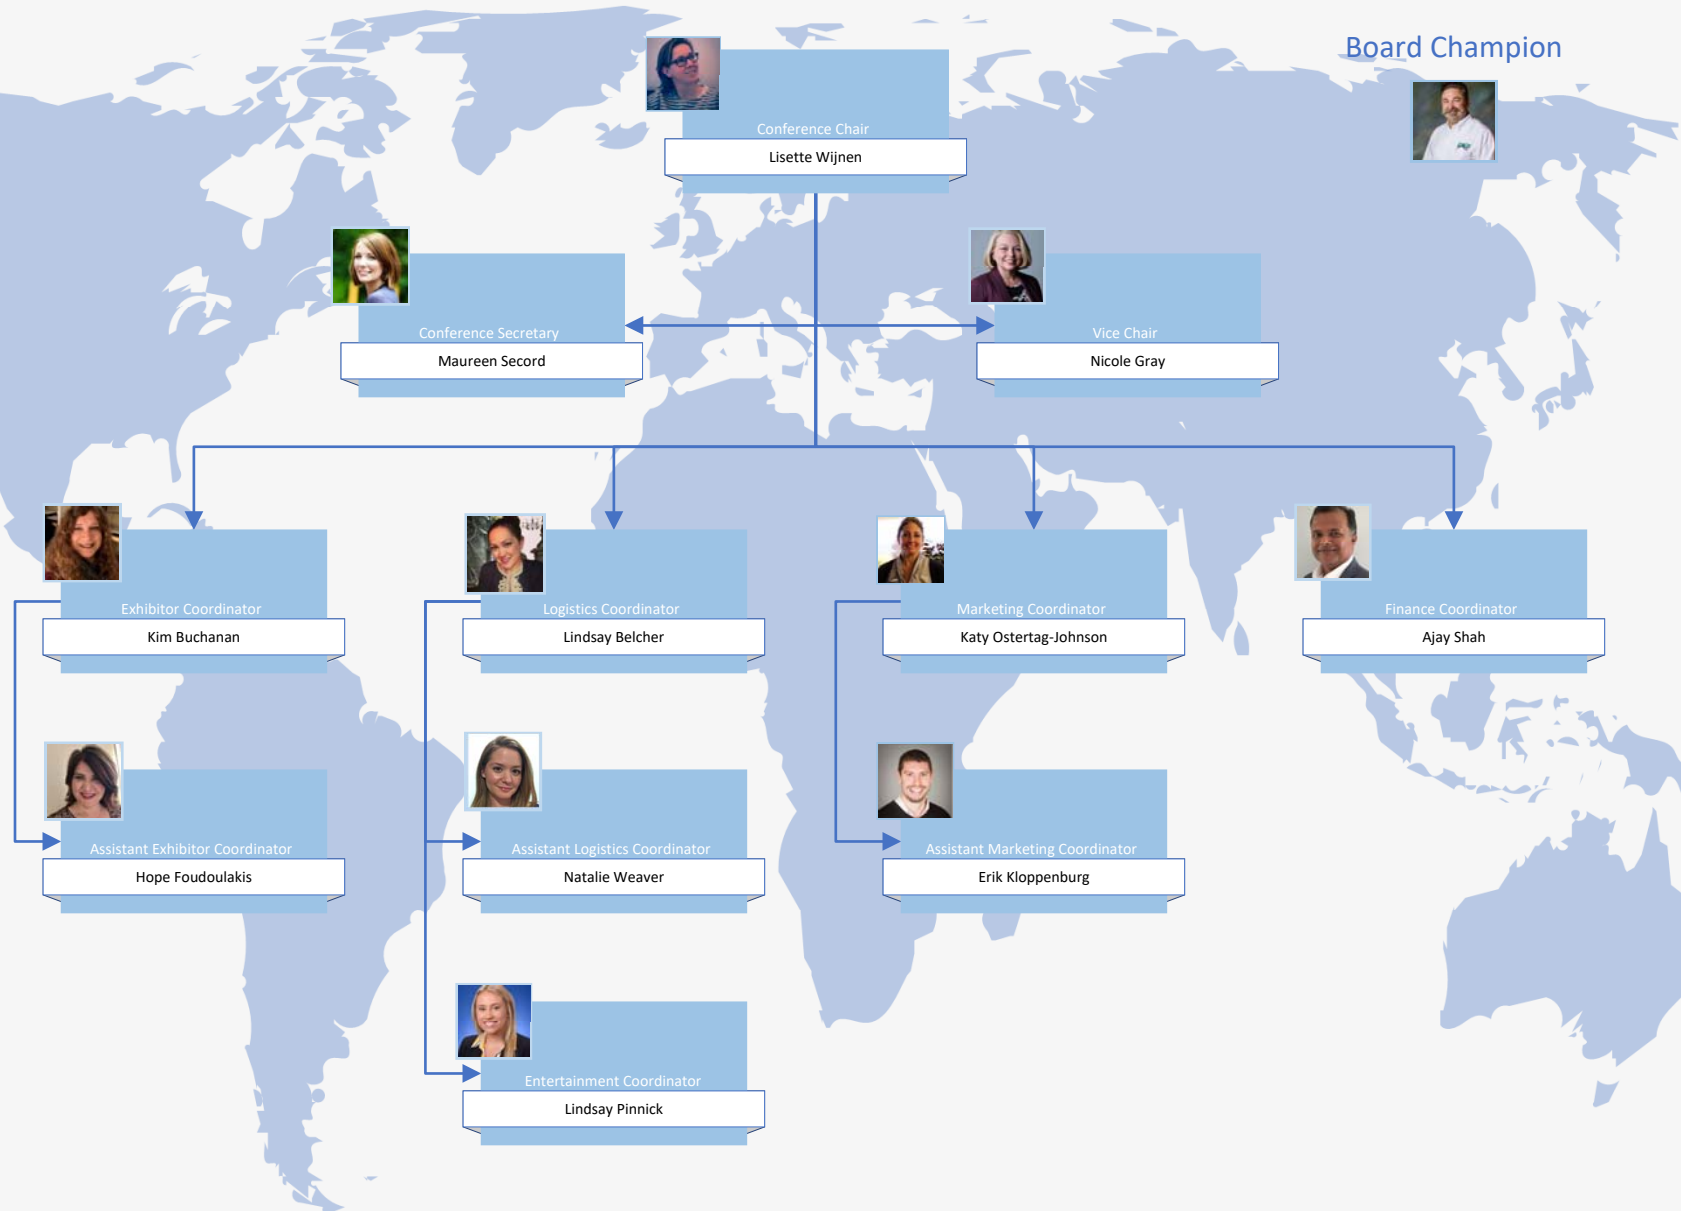 Board Champion
Conference Chair
Lisette Wijnen
Conference Secretary
Maureen Secord
Vice Chair
Nicole Gray
Exhibitor Coordinator
Kim Buchanan
Logistics Coordinator
Lindsay Belcher
Marketing Coordinator
Katy Ostertag-Johnson
Finance Coordinator
Ajay Shah
Assistant Exhibitor Coordinator
Hope Foudoulakis
Assistant Logistics Coordinator
Natalie Weaver
Assistant Marketing Coordinator
Erik Kloppenburg
Entertainment Coordinator
Lindsay Pinnick